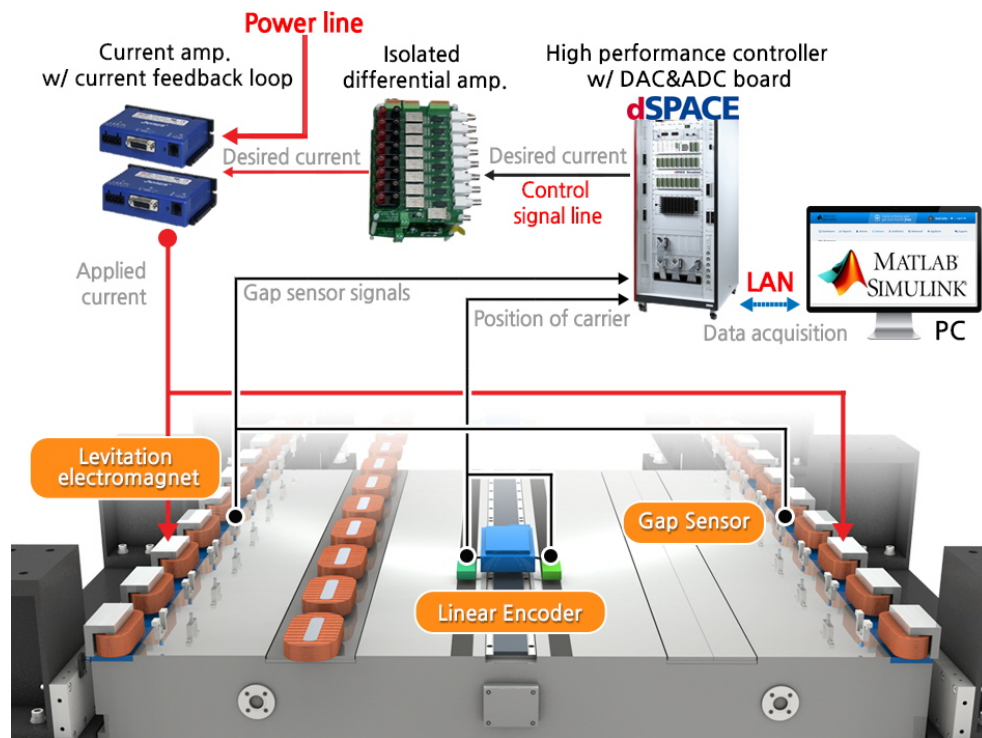 Power line
Current amp.
w/ current feedback loop
Isolated
differential amp.
High performance controller
w/ DAC&ADC board
dSPACE
Desired current
Desired current
Control
signal line
Applied
current
Gap sensor signals
Position of carrier
LAN
Data acquisition
MATLAB
SIMULINK
PC
Levitation
electromagnet
Gap Sensor
Linear Encoder